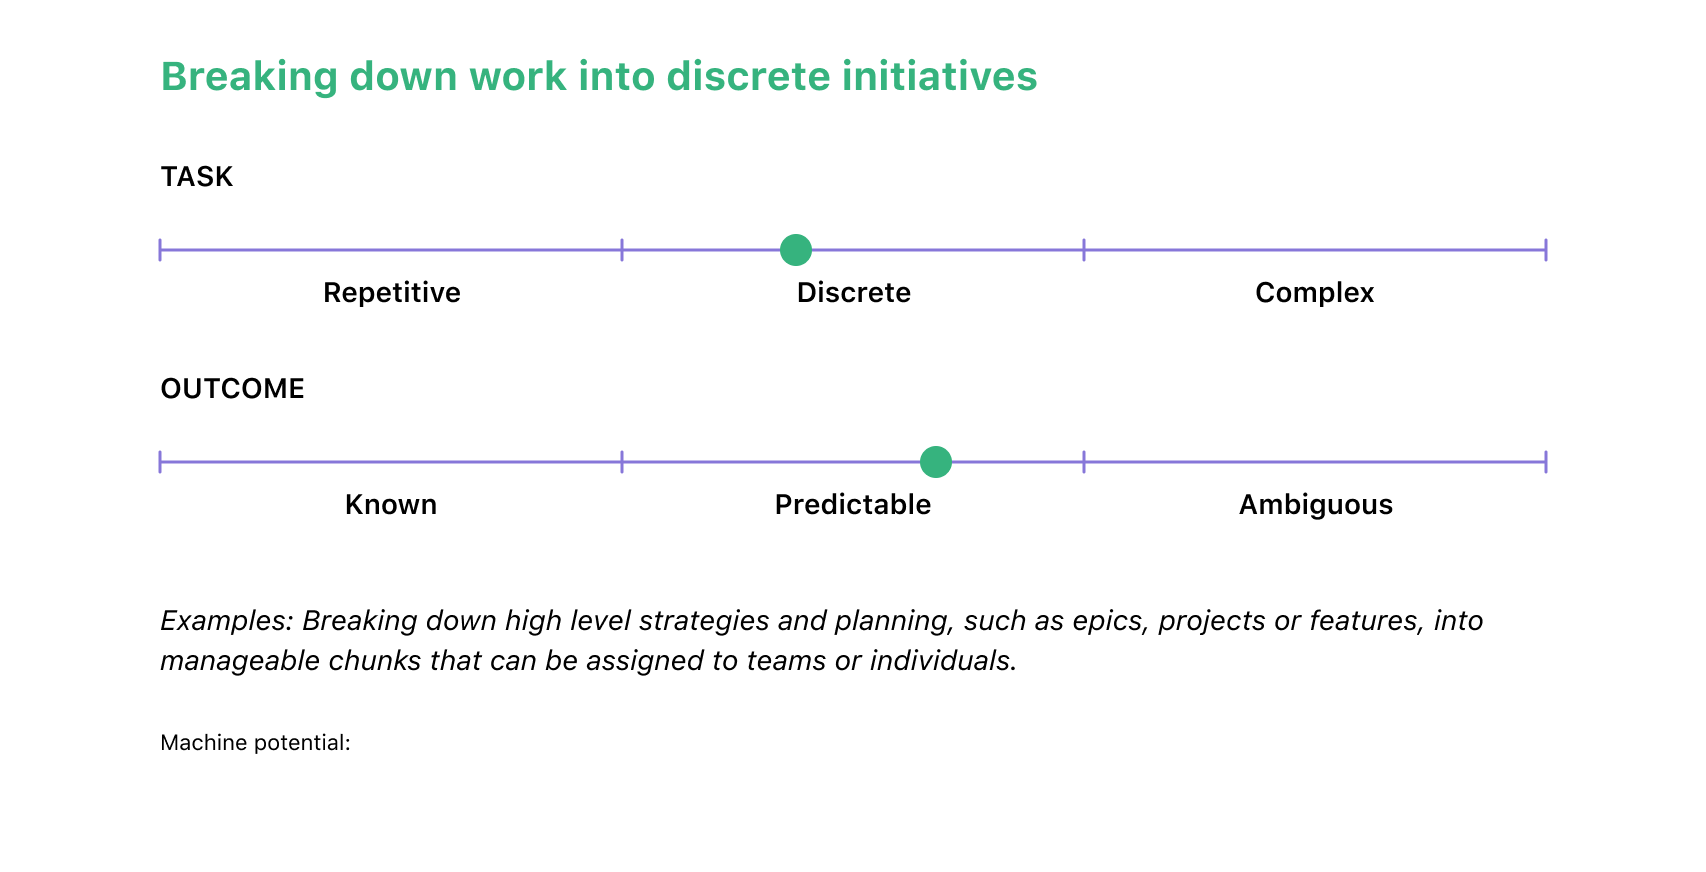 Breaking down work into discrete initiatives
TASK
Repetitive Discrete Complex
OUTCOME
Known Predictable Ambiguous
Examples: Breaking down high level strategies and planning, such as epics, projects or features, into
manageable chunks that can be assigned to teams or individuals.
Machine potential: